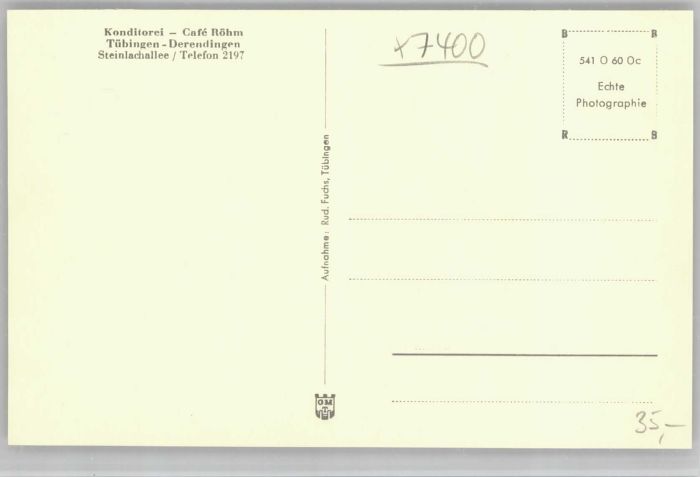 Konditorei – Café Röhm
Tübingen-Derendingen
Steinlachallee / Telefon 2197
x7400
B B
541 O 60 Oc
Echte
Photographie
R S
Aufnahme: Rud. Fuchs, Tübingen
OM
35,–